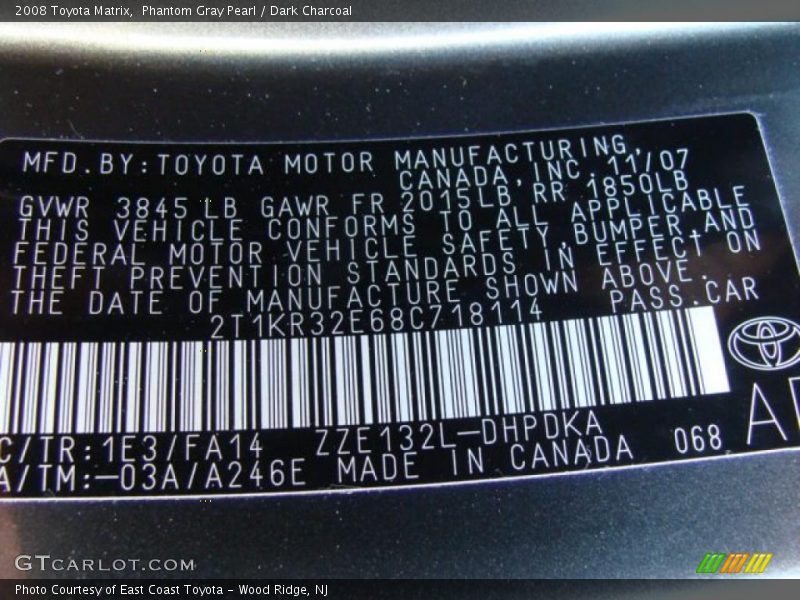 2008 Toyota Matrix, Phantom Gray Pearl / Dark Charcoal
MFD.BY:TOYOTA MOTOR MANUFACTURING,
CANADA,INC.11/07
GVWR 3845 LB GAWR FR 2015LB,RR 1850LB
THIS VEHICLE CONFORMS TO ALL APPLICABLE
FEDERAL MOTOR VEHICLE SAFETY,BUMPER,AND
THEFT PREVENTION STANDARDS IN EFFECT ON
THE DATE OF MANUFACTURE SHOWN ABOVE.
2T1KR32E68C718114 PASS.CAR
C/TR:1E3/FA14 ZZE132L-DHPDKA
A/TM:-03A/A246E MADE IN CANADA 068
GTCARLOT.COM
Photo Courtesy of East Coast Toyota - Wood Ridge, NJ